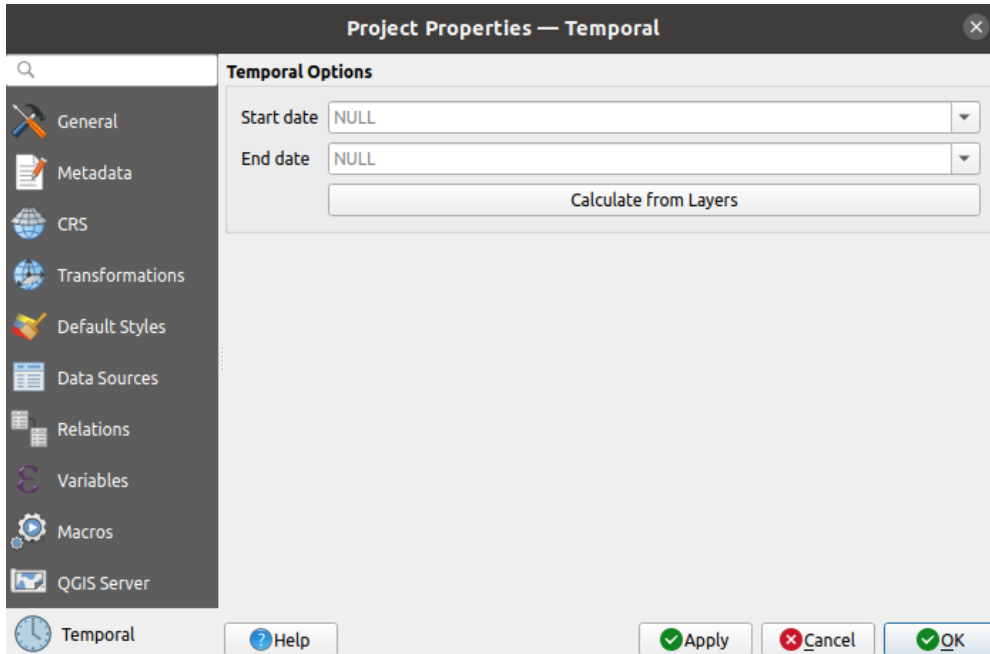 Project Properties — Temporal
Temporal Options
Start date NULL
End date NULL
Calculate from Layers
General
Metadata
CRS
Transformations
Default Styles
Data Sources
Relations
Variables
Macros
QGIS Server
Temporal
Help
Apply
Cancel
OK